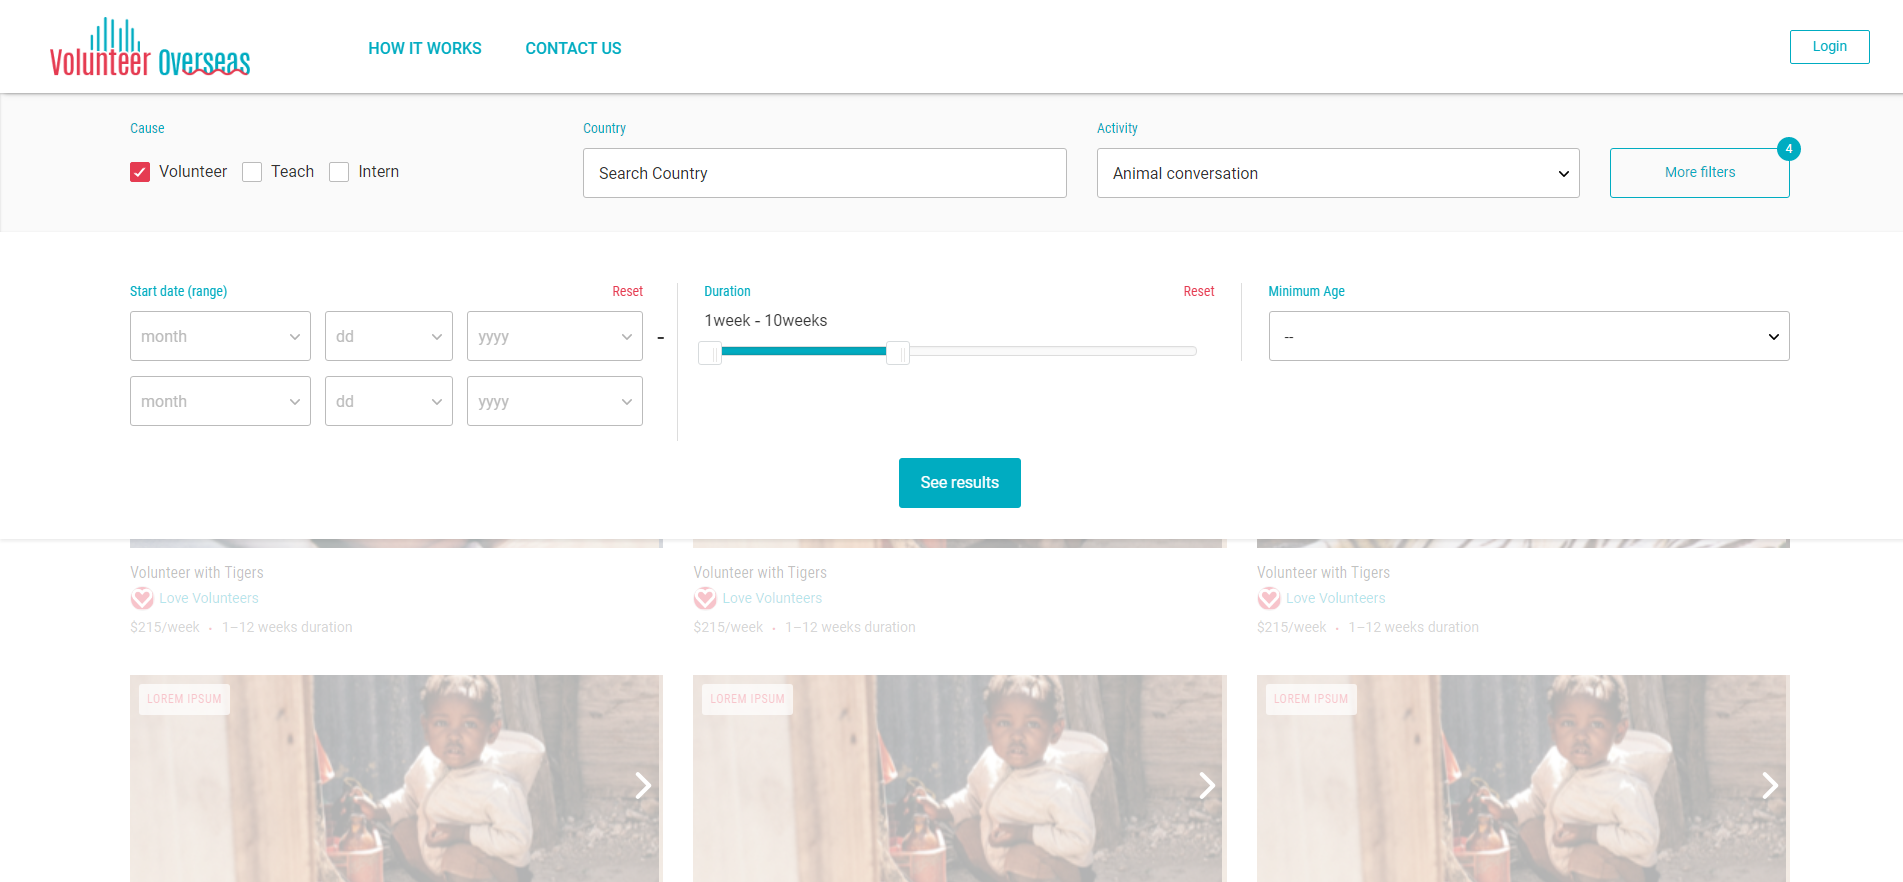 Volunteer Overseas
HOW IT WORKS
CONTACT US
Login
Cause
Volunteer
Teach
Intern
Country
Search Country
Activity
Animal conversation
4
More filters
Start date (range)
Reset
month
dd
yyyy
-
month
dd
yyyy
Duration
Reset
1week - 10weeks
Minimum Age
--
See results
Volunteer with Tigers
Love Volunteers
$215/week • 1–12 weeks duration
Volunteer with Tigers
Love Volunteers
$215/week • 1–12 weeks duration
Volunteer with Tigers
Love Volunteers
$215/week • 1–12 weeks duration
LOREM IPSUM
LOREM IPSUM
LOREM IPSUM